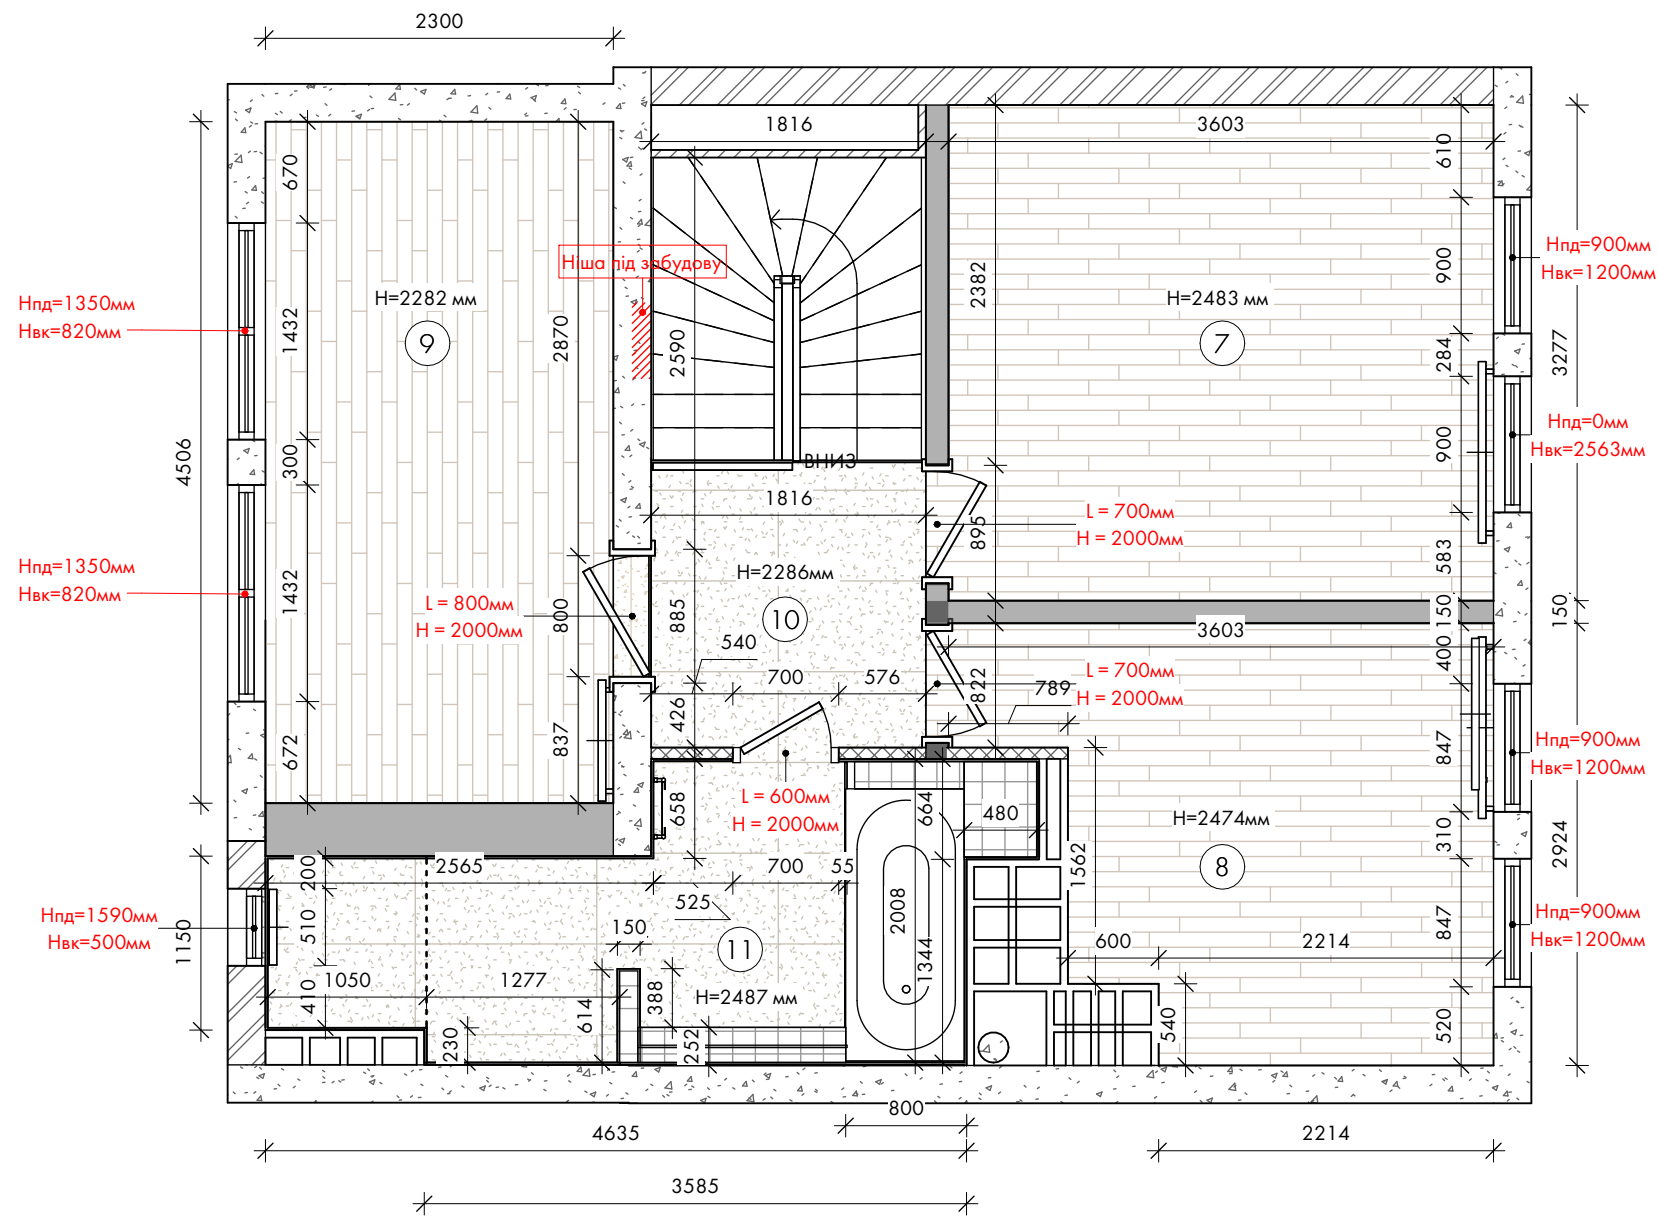 2300
1816
3603
670
610
Нпд=900мм
Нвк=1200мм
900
Ніша під забудову
2382
Н=2282 мм
Н=2483 мм
Нпд=1350мм
Нвк=820мм
1432
9
2870
2590
7
284
3277
4506
300
ВНИЗ
900
Нпд=0мм
Нвк=2563мм
1816
895
L = 700мм
Н = 2000мм
583
Нпд=1350мм
Нвк=820мм
1432
L = 800мм
Н = 2000мм
800
885
Н=2286мм
10
150
150
540
3603
400
700
576
822
L = 700мм
Н = 2000мм
789
672
837
426
847
Нпд=900мм
Нвк=1200мм
L = 600мм
Н = 2000мм
658
664
480
Н=2474мм
310
2924
200
2565
700
55
1562
8
525
2008
510
Нпд=1590мм
Нвк=500мм
1150
150
11
1344
600
2214
847
Нпд=900мм
Нвк=1200мм
1050
410
1277
614
388
Н=2487 мм
230
252
540
520
800
4635
2214
3585